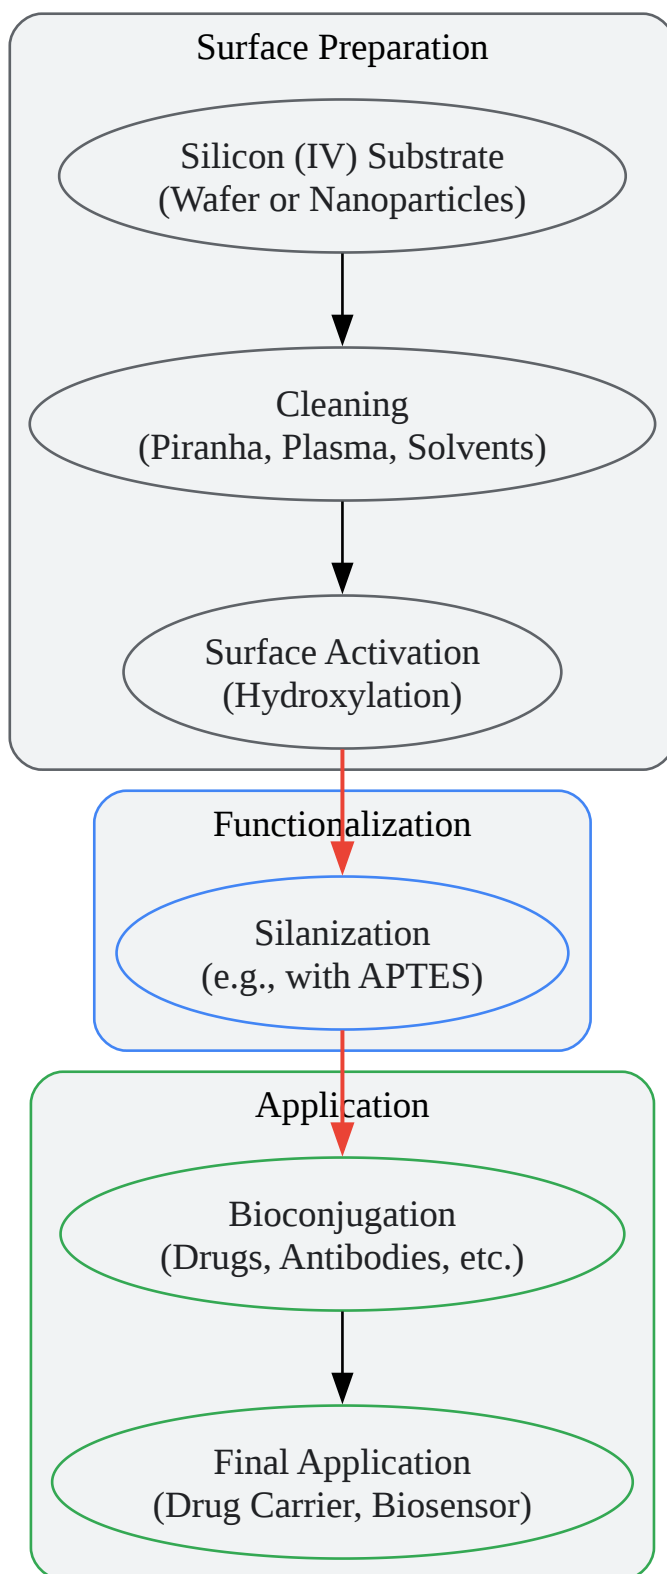 Surface Preparation
Silicon (IV) Substrate
(Wafer or Nanoparticles)
Cleaning
(Piranha, Plasma, Solvents)
Surface Activation
(Hydroxylation)
Functionalization
Silanization
(e.g., with APTES)
Application
Bioconjugation
(Drugs, Antibodies, etc.)
Final Application
(Drug Carrier, Biosensor)